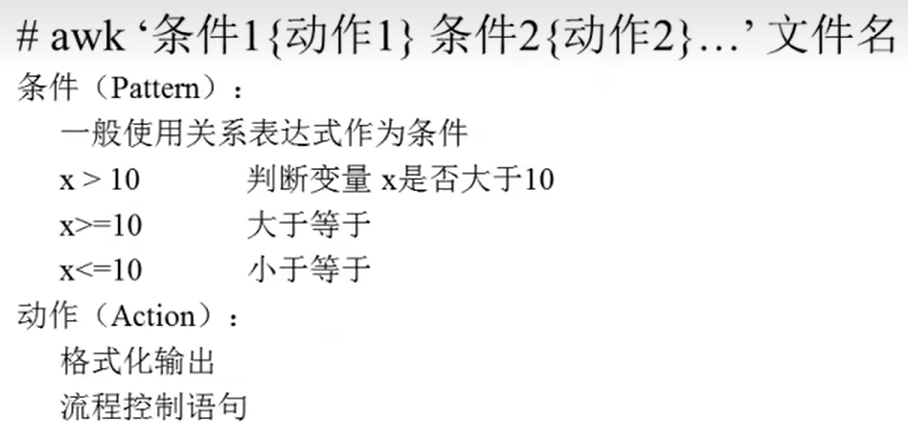 # awk ‘条件1{动作1} 条件2{动作2}…’ 文件名
条件（Pattern）：
一般使用关系表达式作为条件
x > 10 判断变量 x是否大于10
x>=10 大于等于
x<=10 小于等于
动作（Action）：
格式化输出
流程控制语句